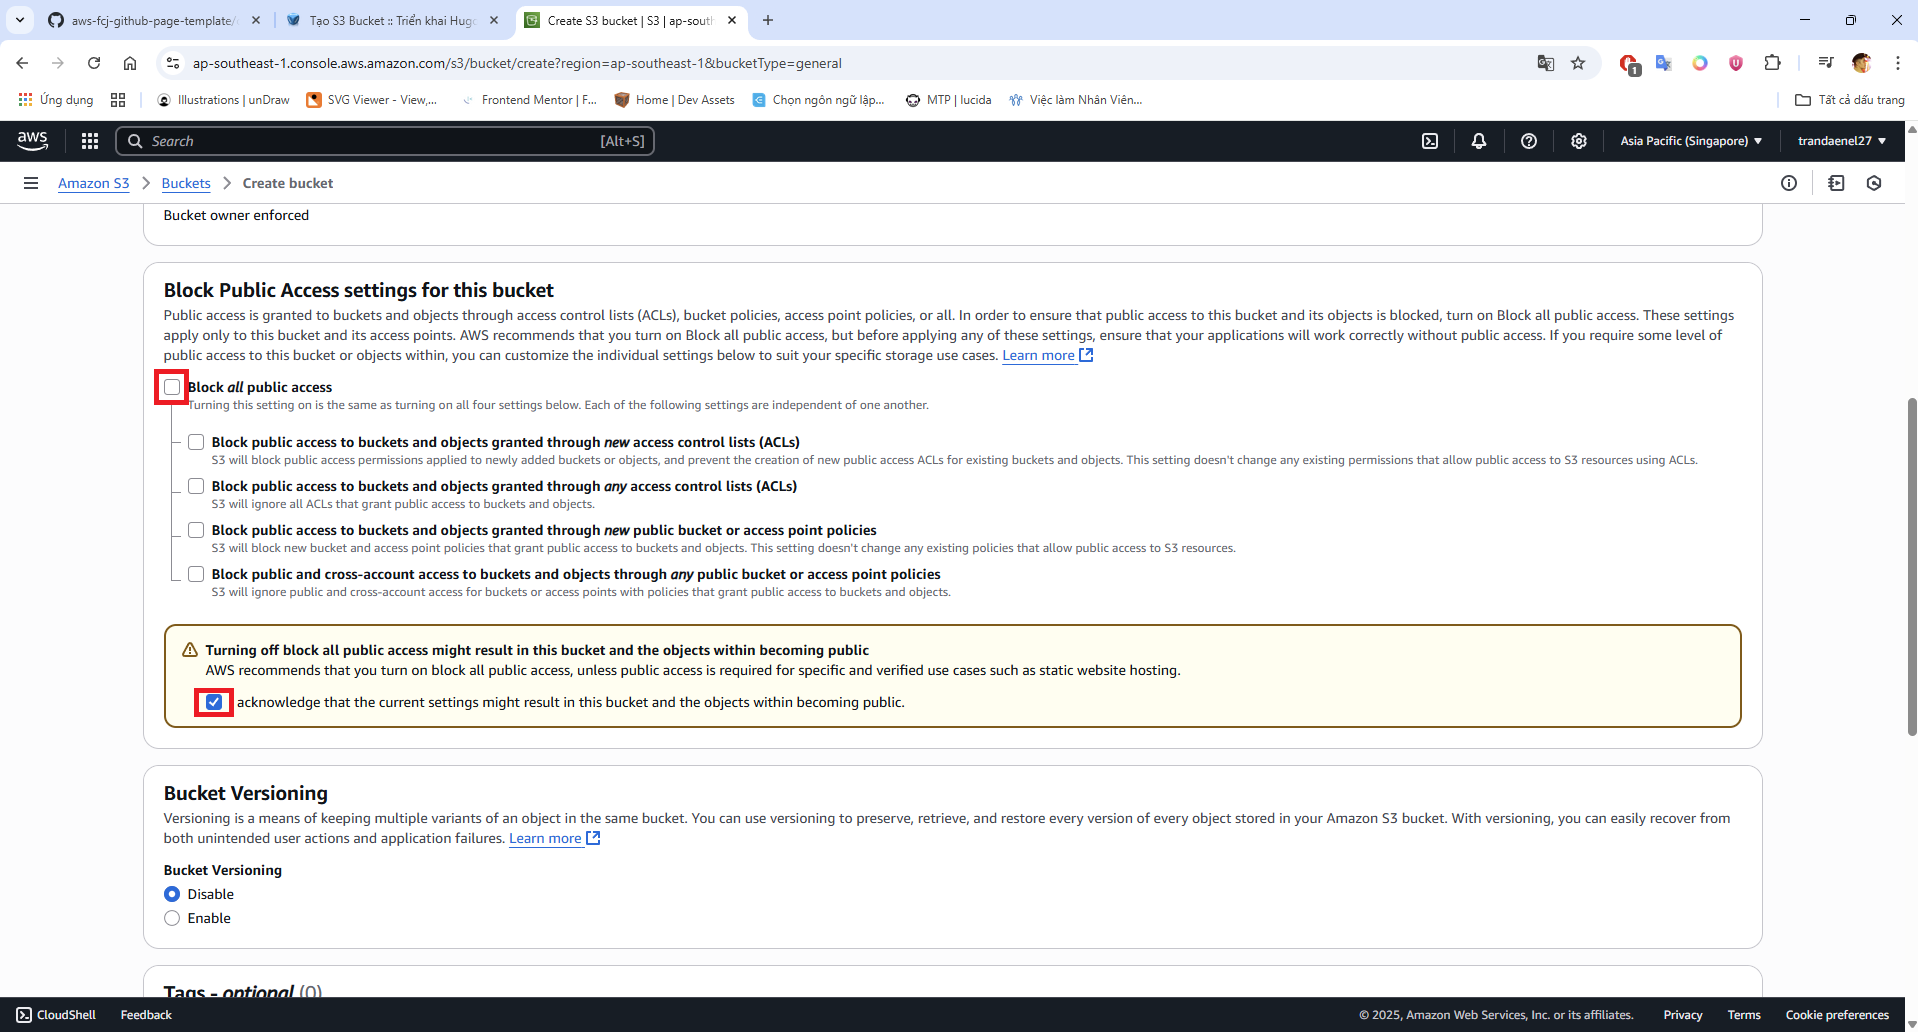 aws-fcj-github-page-template/
Tạo S3 Bucket :: Triển khai Hugo
Create S3 bucket | S3 | ap-south
ap-southeast-1.console.aws.amazon.com/s3/bucket/create?region=ap-southeast-1&bucketType=general
1
Ứng dụng
Illustrations | unDraw
SVG Viewer - View,...
Frontend Mentor | F...
Home | Dev Assets
Chọn ngôn ngữ lập...
MTP | lucida
Việc làm Nhân Viên...
Tất cả dấu trang
aws
Search
[Alt+S]
Asia Pacific (Singapore)
trandaenel27
Amazon S3
Buckets
Create bucket
Bucket owner enforced
Block Public Access settings for this bucket
Public access is granted to buckets and objects through access control lists (ACLs), bucket policies, access point policies, or all. In order to ensure that public access to this bucket and its objects is blocked, turn on Block all public access. These settings
apply only to this bucket and its access points. AWS recommends that you turn on Block all public access, but before applying any of these settings, ensure that your applications will work correctly without public access. If you require some level of
public access to this bucket or objects within, you can customize the individual settings below to suit your specific storage use cases. Learn more
Block all public access
Turning this setting on is the same as turning on all four settings below. Each of the following settings are independent of one another.
Block public access to buckets and objects granted through new access control lists (ACLs)
S3 will block public access permissions applied to newly added buckets or objects, and prevent the creation of new public access ACLs for existing buckets and objects. This setting doesn't change any existing permissions that allow public access to S3 resources using ACLs.
Block public access to buckets and objects granted through any access control lists (ACLs)
S3 will ignore all ACLs that grant public access to buckets and objects.
Block public access to buckets and objects granted through new public bucket or access point policies
S3 will block new bucket and access point policies that grant public access to buckets and objects. This setting doesn't change any existing policies that allow public access to S3 resources.
Block public and cross-account access to buckets and objects through any public bucket or access point policies
S3 will ignore public and cross-account access for buckets or access points with policies that grant public access to buckets and objects.
Turning off block all public access might result in this bucket and the objects within becoming public
AWS recommends that you turn on block all public access, unless public access is required for specific and verified use cases such as static website hosting.
acknowledge that the current settings might result in this bucket and the objects within becoming public.
Bucket Versioning
Versioning is a means of keeping multiple variants of an object in the same bucket. You can use versioning to preserve, retrieve, and restore every version of every object stored in your Amazon S3 bucket. With versioning, you can easily recover from
both unintended user actions and application failures. Learn more
Bucket Versioning
Disable
Enable
Tags - optional (0)
CloudShell
Feedback
© 2025, Amazon Web Services, Inc. or its affiliates.
Privacy
Terms
Cookie preferences